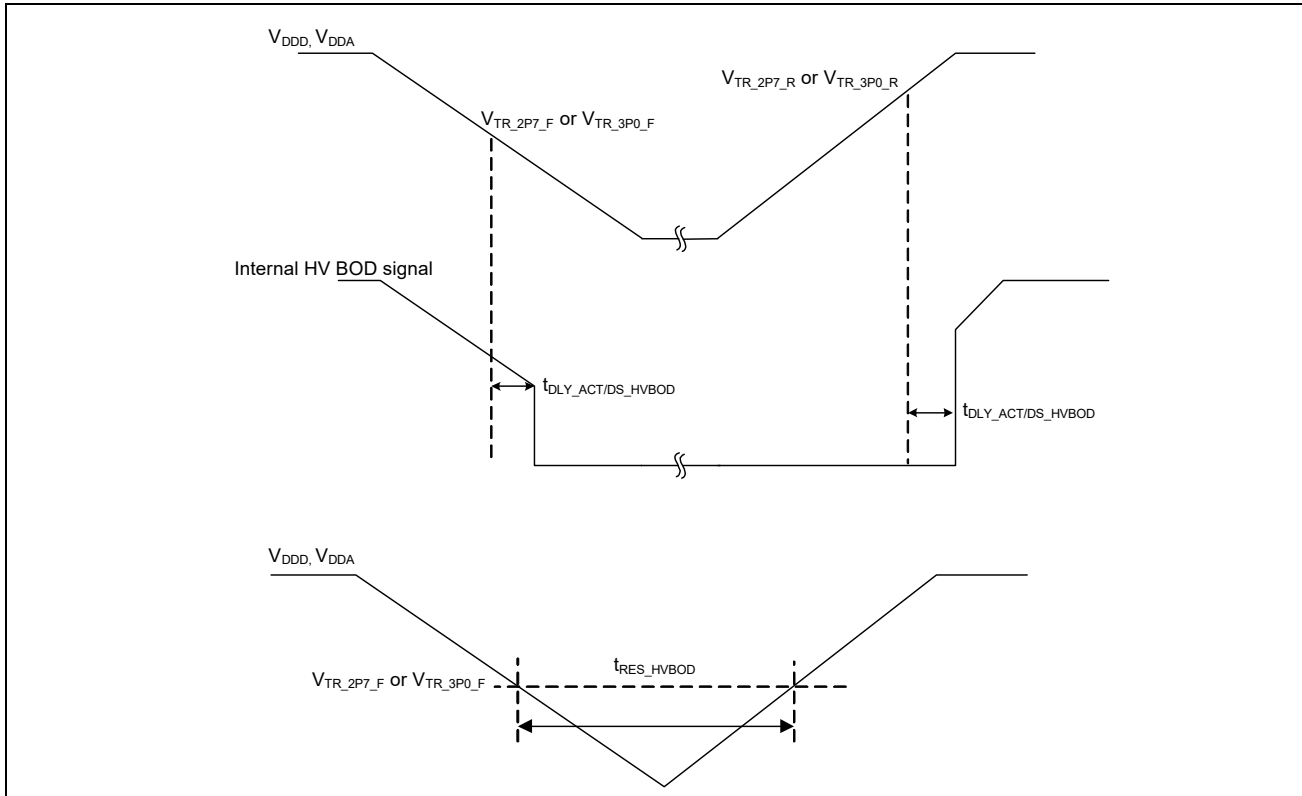 VDDD, VDDA
VTR_2P7_R or VTR_3P0_R
VTR_2P7_F or VTR_3P0_F
Internal HV BOD signal
tDLY_ACT/DS_HVBOD
tDLY_ACT/DS_HVBOD
VDDD, VDDA
tRES_HVBOD
VTR_2P7_F or VTR_3P0_F